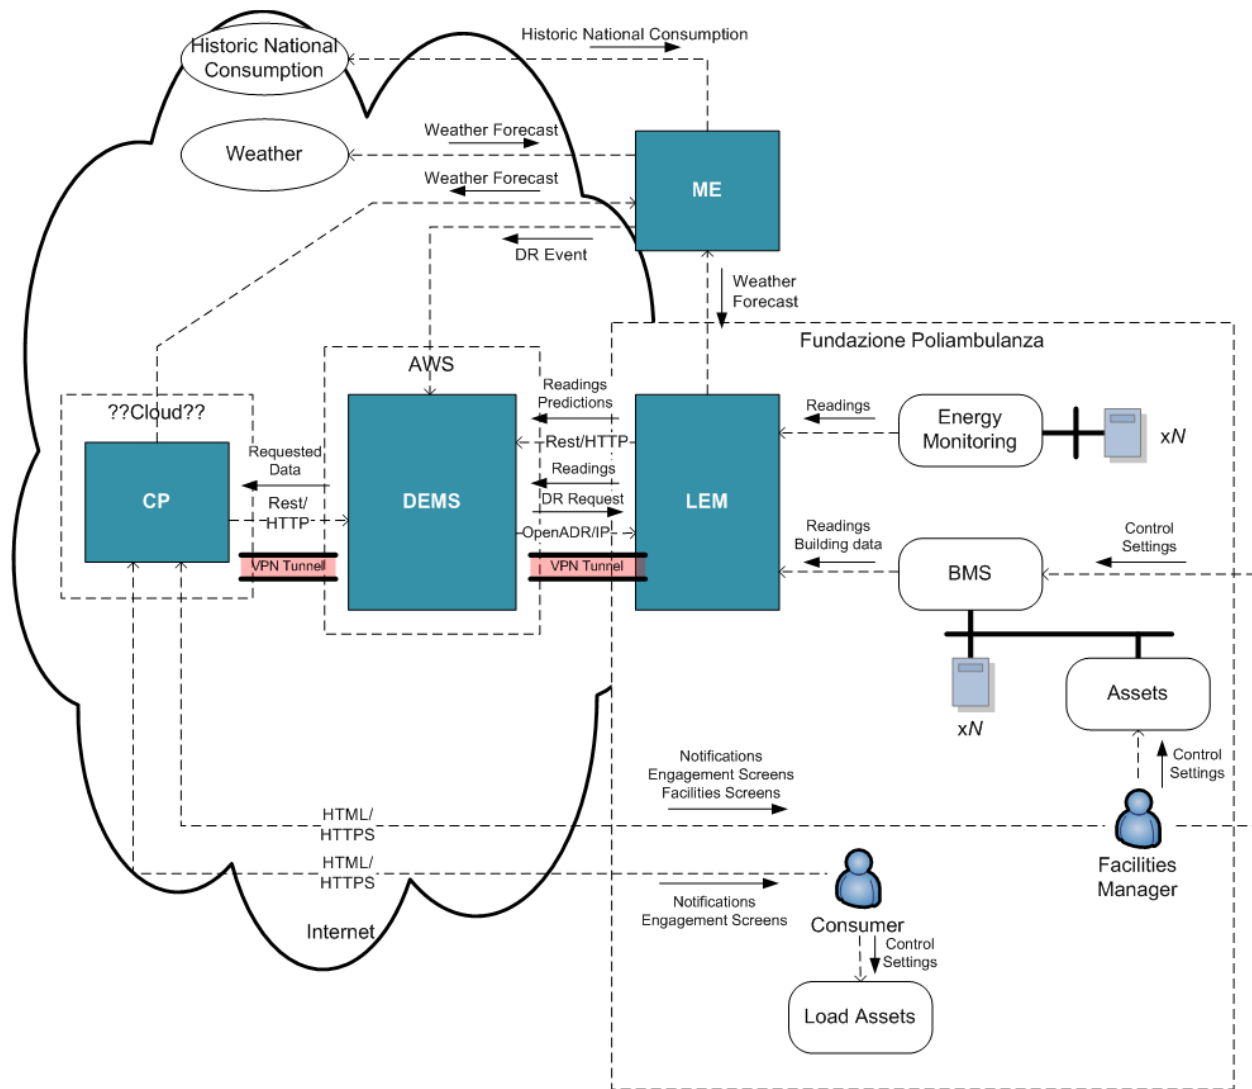 Historic National
Consumption
Historic National Consumption
Weather
Weather Forecast
Weather Forecast
ME
DR Event
Weather
Forecast
Fundazione Poliambulanza
AWS
??Cloud??
Readings
Predictions
Rest/HTTP
Readings
DR Request
OpenADR/IP
VPN Tunnel
Requested
Data
Rest/
HTTP
VPN Tunnel
CP
DEMS
LEM
Readings
Energy
Monitoring
xN
Readings
Building data
BMS
Control
Settings
xN
Assets
Control
Settings
Notifications
Engagement Screens
Facilities Screens
HTML/
HTTPS
Facilities
Manager
HTML/
HTTPS
Notifications
Engagement Screens
Consumer
Control
Settings
Load Assets
Internet